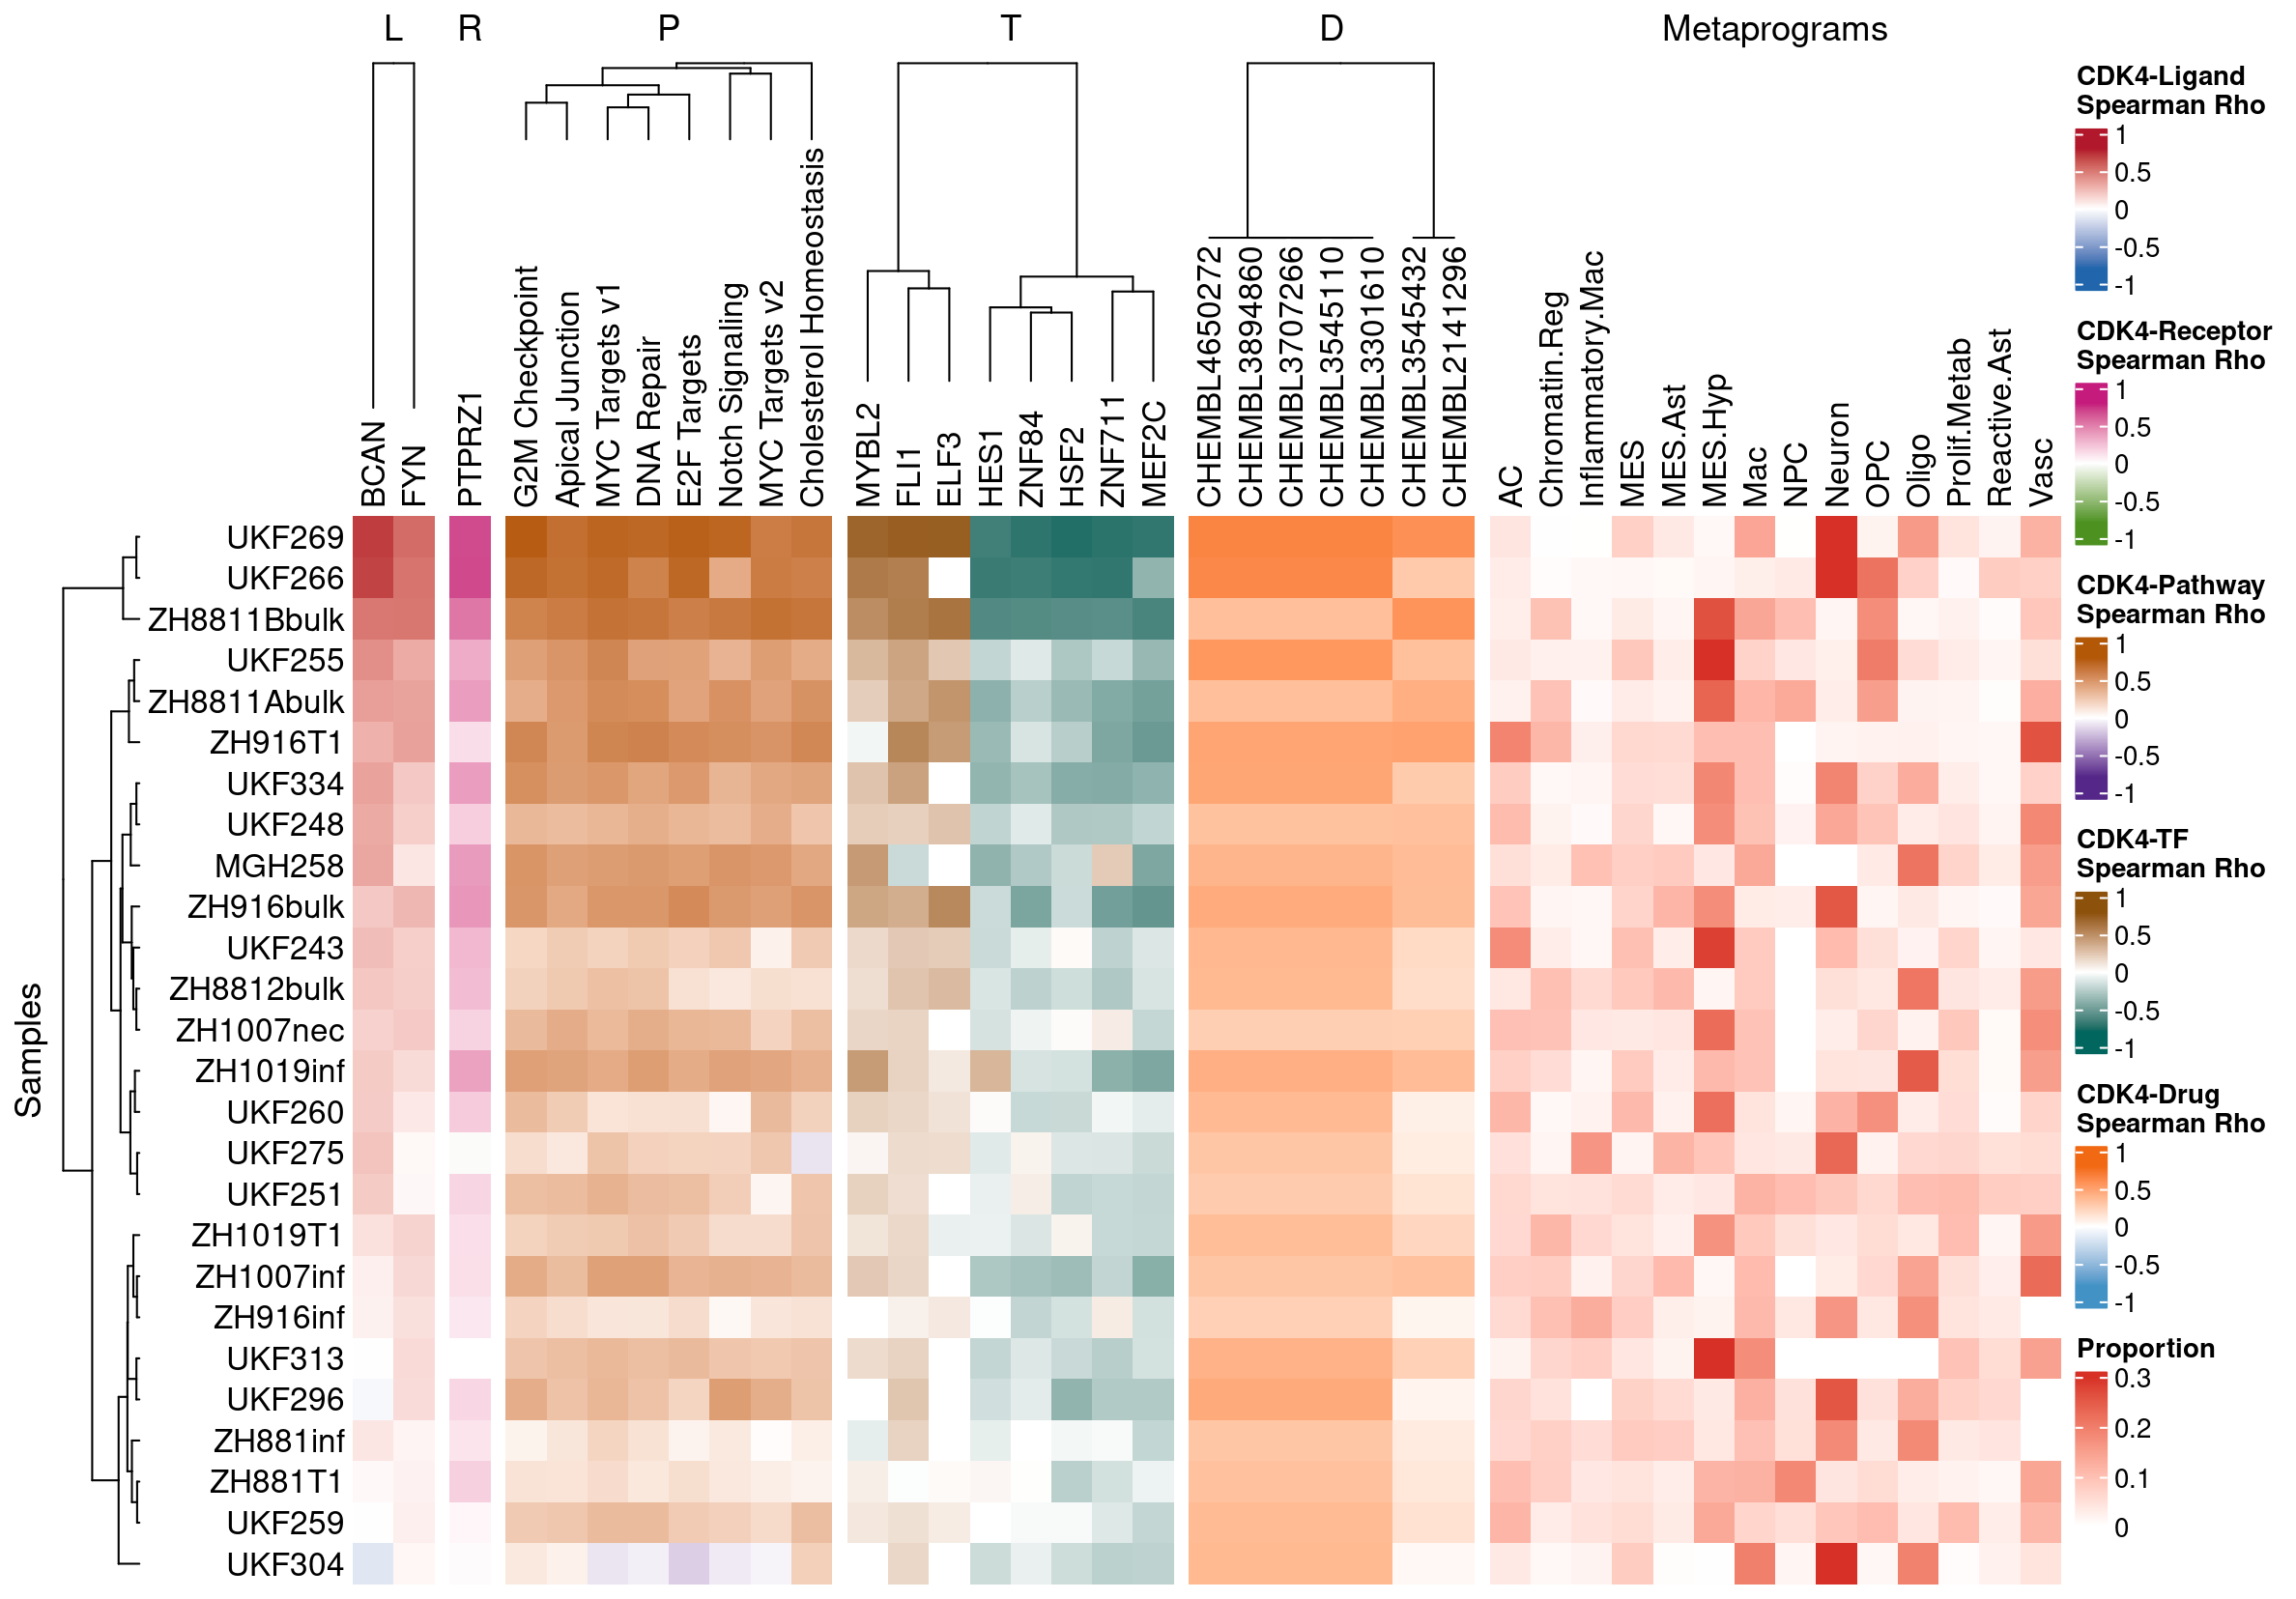 L R P T D Metaprograms
BCAN
FYN
PTPRZ1
G2M Checkpoint
Apical Junction
MYC Targets v1
DNA Repair
E2F Targets
Notch Signaling
MYC Targets v2
Cholesterol Homeostasis
MYBL2
FLI1
ELF3
HES1
ZNF84
HSF2
ZNF711
MEF2C
CHEMBL4650272
CHEMBL3894860
CHEMBL3707266
CHEMBL3545110
CHEMBL3301610
CHEMBL3545432
CHEMBL2141296
AC
Chromatin.Reg
Inflammatory.Mac
MES
MES.Ast
MES.Hyp
Mac
NPC
Neuron
OPC
Oligo
Prolif.Metab
Reactive.Ast
Vasc
Samples
UKF269
UKF266
ZH8811Bbulk
UKF255
ZH8811Abulk
ZH916T1
UKF334
UKF248
MGH258
ZH916bulk
UKF243
ZH8812bulk
ZH1007nec
ZH1019inf
UKF260
UKF275
UKF251
ZH1019T1
ZH1007inf
ZH916inf
UKF313
UKF296
ZH881inf
ZH881T1
UKF259
UKF304
CDK4-Ligand
Spearman Rho
1
0.5
0
-0.5
-1
CDK4-Receptor
Spearman Rho
1
0.5
0
-0.5
-1
CDK4-Pathway
Spearman Rho
1
0.5
0
-0.5
-1
CDK4-TF
Spearman Rho
1
0.5
0
-0.5
-1
CDK4-Drug
Spearman Rho
1
0.5
0
-0.5
-1
Proportion
0.3
0.2
0.1
0